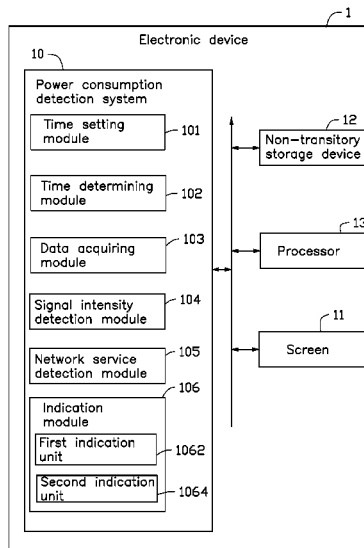 1
Electronic device
10
Power consumption
detection system
Time setting
module
101
Time determining
module
102
Data acquiring
module
103
Signal intensity
detection module
104
Network service
detection module
105
106
Indication
module
First indication
unit
1062
Second indication
unit
1064
12
Non-transitory
storage device
13
Processor
11
Screen